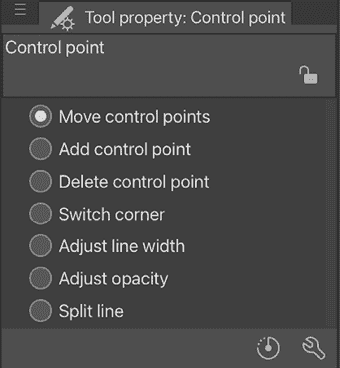 Tool property: Control point
Control point
Move control points
Add control point
Delete control point
Switch corner
Adjust line width
Adjust opacity
Split line